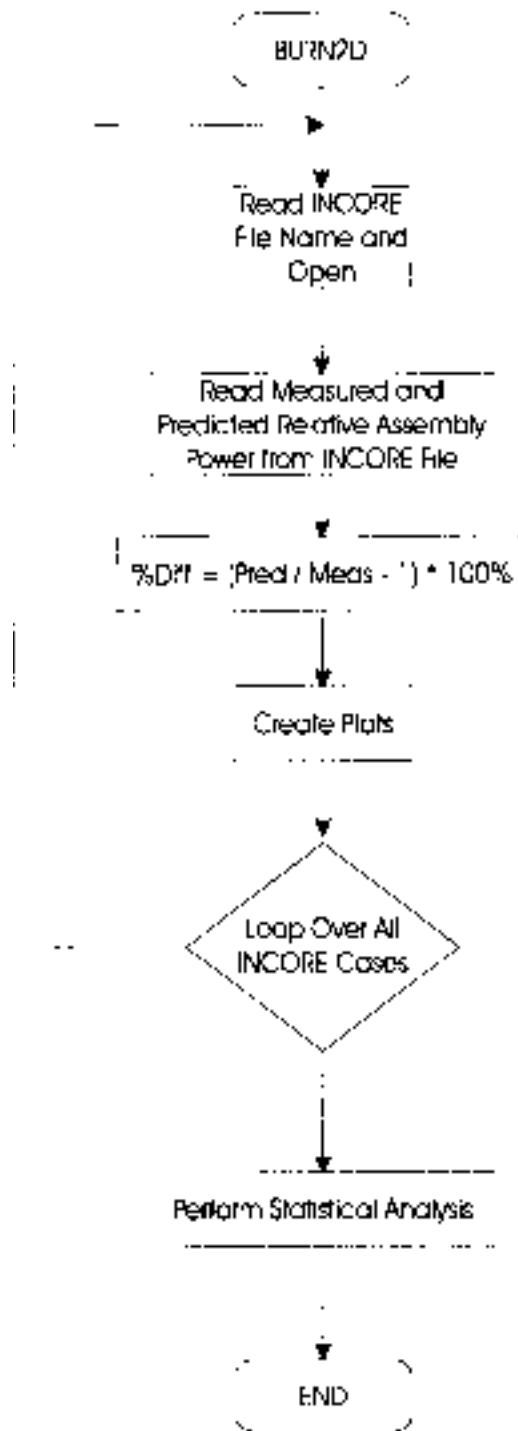 BURN2D
Read INCORE
File Name and
Open
Read Measured and
Predicted Relative Assembly
Power from INCORE File
%Diff = (Pred / Meas - 1) * 100%
Create Plots
Loop Over All
INCORE Cases
Perform Statistical Analysis
END